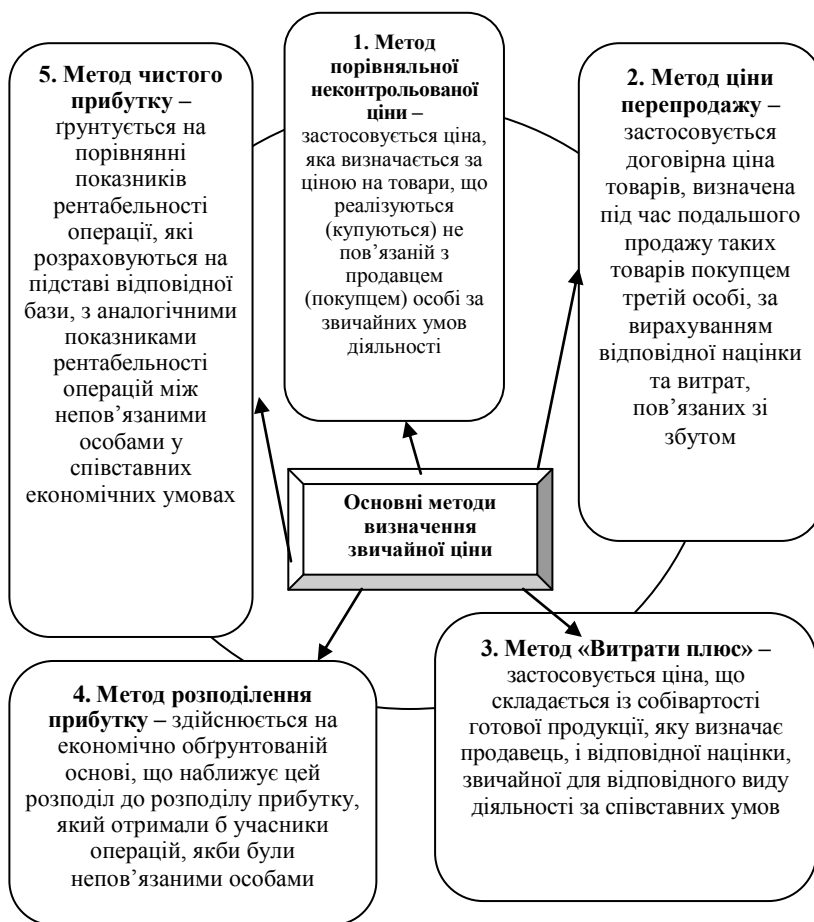 1. Метод
порівняльної
неконтрольованої
ціни –
застосовується ціна,
яка визначається за
ціною на товари, що
реалізуються
(купуються) не
пов’язаній з
продавцем
(покупцем) особі за
звичайних умов
діяльності
2. Метод ціни
перепродажу –
застосовується
договірна ціна
товарів, визначена
під час подальшого
продажу таких
товарів покупцем
третій особі, за
вирахуванням
відповідної націнки
та витрат,
пов’язаних зі
збутом
3. Метод «Витрати плюс» –
застосовується ціна, що
складається із собівартості
готової продукції, яку визначає
продавець, і відповідної націнки,
звичайної для відповідного виду
діяльності за співставних умов
4. Метод розподілення
прибутку – здійснюється на
економічно обґрунтованій
основі, що наближує цей
розподіл до розподілу прибутку,
який отримали б учасники
операцій, якби були
непов’язаними особами
5. Метод чистого
прибутку –
ґрунтується на
порівнянні
показників
рентабельності
операції, які
розраховуються на
підставі відповідної
бази, з аналогічними
показниками
рентабельності
операцій між
непов’язаними
особами у
співставних
економічних умовах
Основні методи
визначення
звичайної ціни